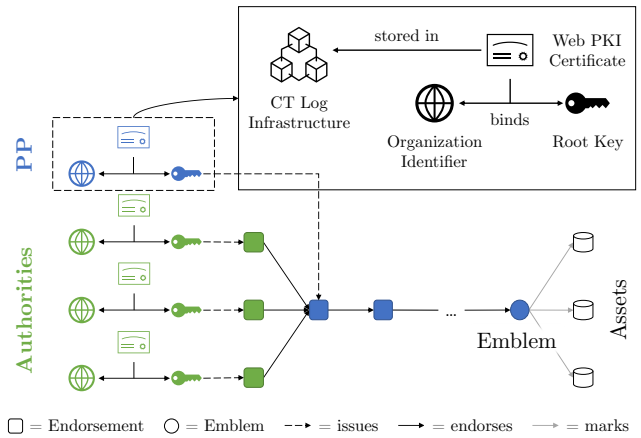 stored in
Web PKI
Certificate
CT Log
Infrastructure
binds
Organization
Identifier
Root Key
PP
Authorities
...
Emblem
Assets
= Endorsement
= Emblem
= issues
= endorses
= marks